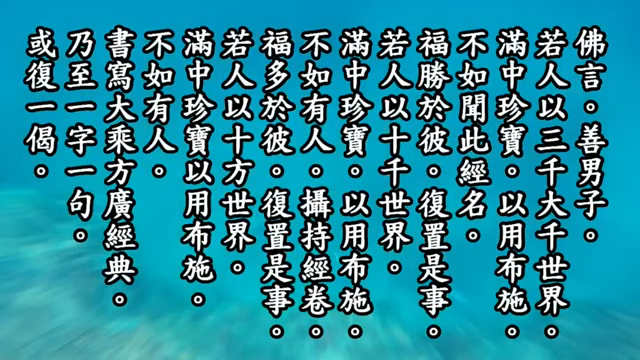 佛言。善男子。
若人以三千大千世界。
滿中珍寶。以用布施。
不如聞此經名。
福勝於彼。復置是事。
若人以十千世界。
滿中珍寶。以用布施。
不如有人。攝持經卷。
福多於彼。復置是事。
若人以十方世界。
滿中珍寶以用布施。
不如有人。
書寫大乘方廣經典。
乃至一字一句。
或復一偈。